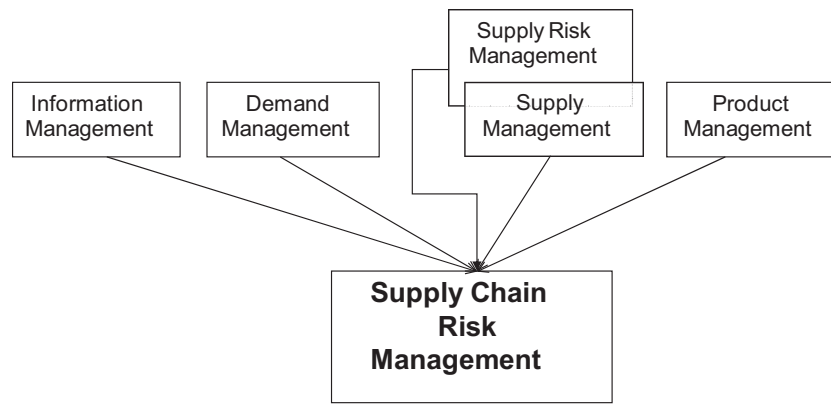 Supply Risk
Management
Information
Management
Demand
Management
Supply
Management
Product
Management
Supply Chain
Risk
Management